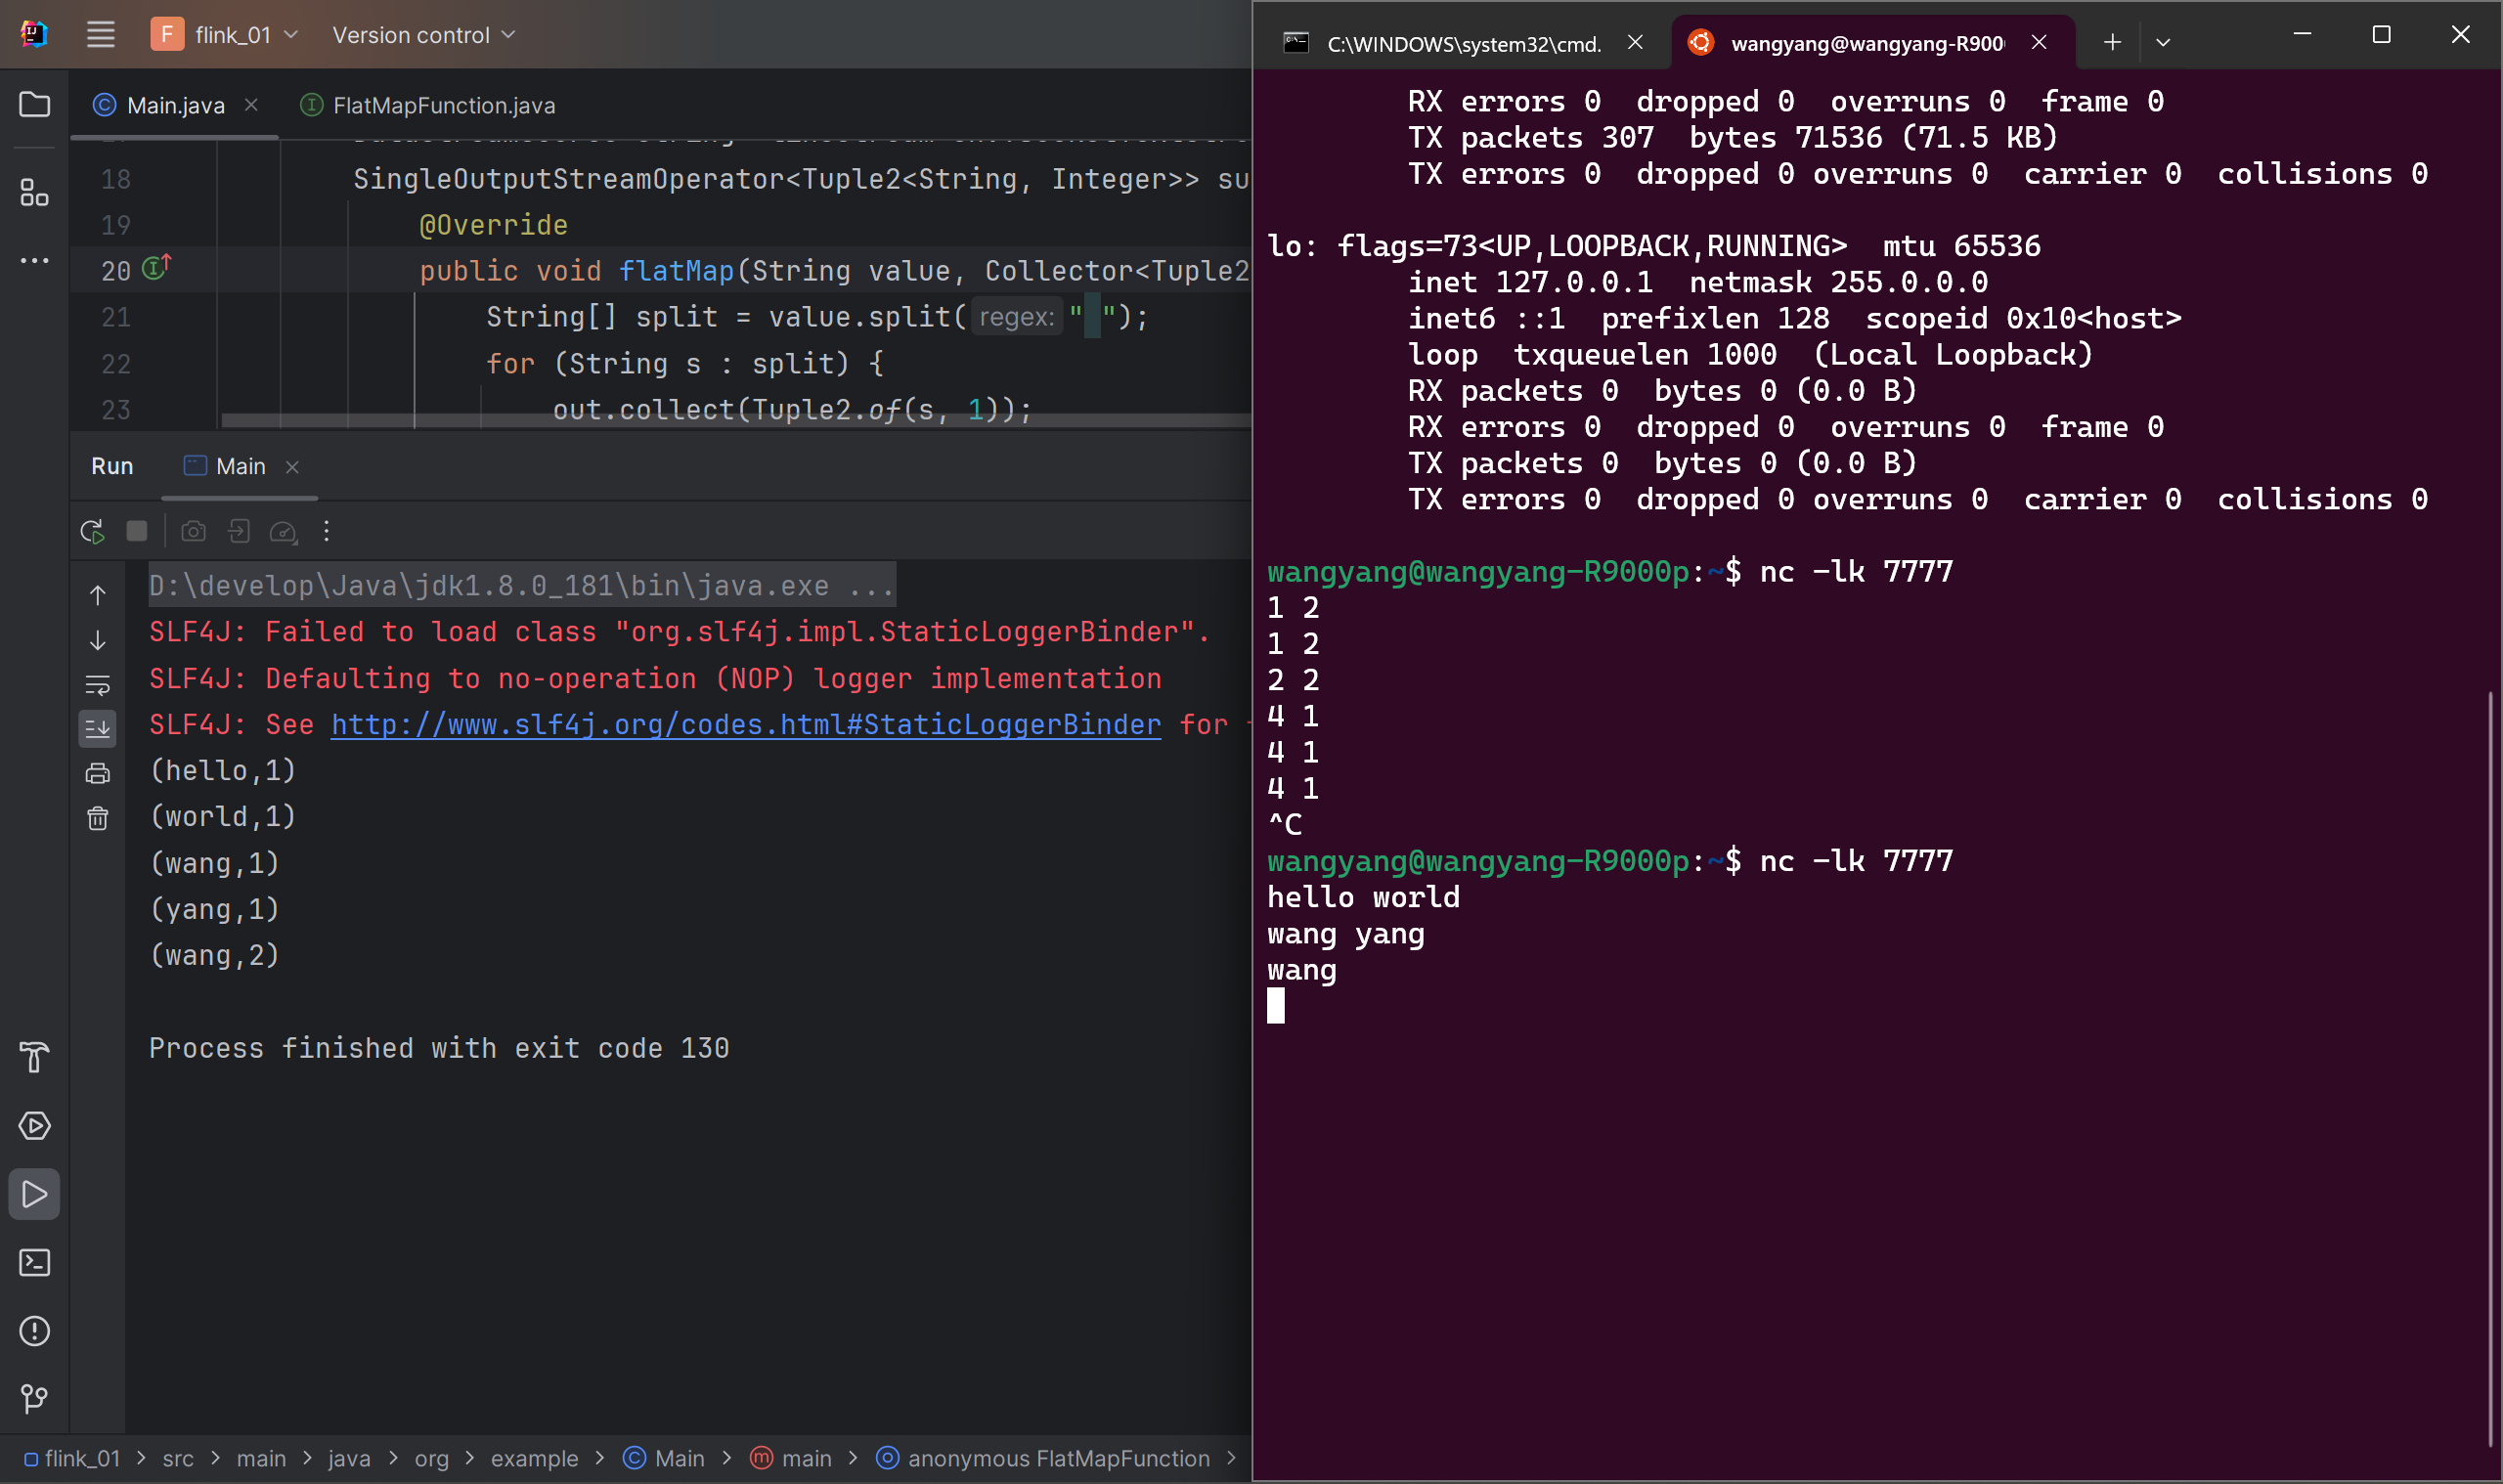 F flink_01 Version control
Main.java FlatMapFunction.java
18 SingleOutputStreamOperator<Tuple2<String, Integer>> su
19 @Override
20 public void flatMap(String value, Collector<Tuple2
21 String[] split = value.split( regex: " ");
22 for (String s : split) {
23 out.collect(Tuple2.of(s, 1));
Run Main
D:\develop\Java\jdk1.8.0_181\bin\java.exe ...
SLF4J: Failed to load class "org.slf4j.impl.StaticLoggerBinder".
SLF4J: Defaulting to no-operation (NOP) logger implementation
SLF4J: See http://www.slf4j.org/codes.html#StaticLoggerBinder for
(hello,1)
(world,1)
(wang,1)
(yang,1)
(wang,2)
Process finished with exit code 130
flink_01 > src > main > java > org > example > Main > main > anonymous FlatMapFunction >
C:\WINDOWS\system32\cmd. wangyang@wangyang-R900
RX errors 0 dropped 0 overruns 0 frame 0
TX packets 307 bytes 71536 (71.5 KB)
TX errors 0 dropped 0 overruns 0 carrier 0 collisions 0
lo: flags=73<UP,LOOPBACK,RUNNING> mtu 65536
inet 127.0.0.1 netmask 255.0.0.0
inet6 ::1 prefixlen 128 scopeid 0x10<host>
loop txqueuelen 1000 (Local Loopback)
RX packets 0 bytes 0 (0.0 B)
RX errors 0 dropped 0 overruns 0 frame 0
TX packets 0 bytes 0 (0.0 B)
TX errors 0 dropped 0 overruns 0 carrier 0 collisions 0
wangyang@wangyang-R9000p:~$ nc -lk 7777
1 2
1 2
2 2
4 1
4 1
4 1
^C
wangyang@wangyang-R9000p:~$ nc -lk 7777
hello world
wang yang
wang